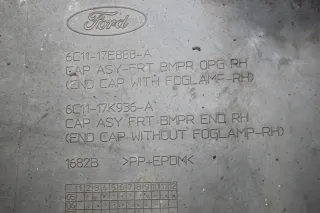 Ford
6C11-17E888-A
CAP ASY-FRT BMPR OPG RH
(END CAP WITH FOGLAMP-RH)
6C11-17K936-A
CAP ASY FRT BMPR END RH
(END CAP WITHOUT FOGLAMP-RH)
1682B >PP+EPDM<